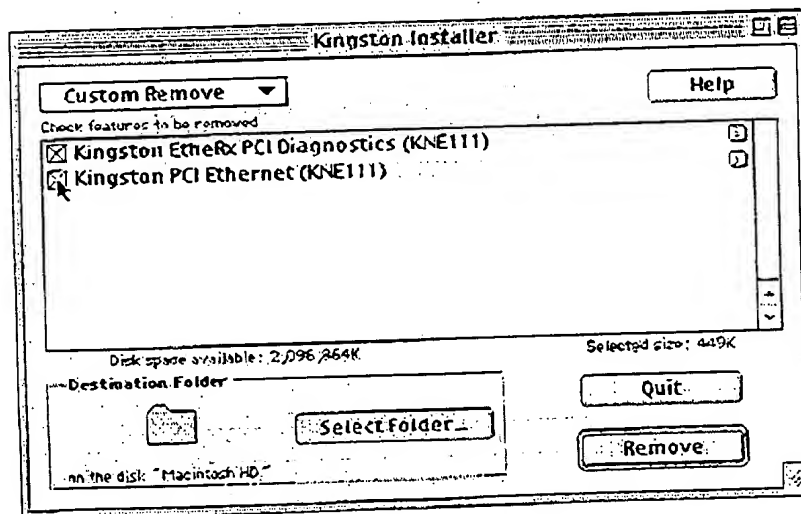 Kingston Installer
Custom Remove
Help
Check features to be removed
Kingston EtheRx PCI Diagnostics (KNE111)
Kingston PCI Ethernet (KNE111)
Disk space available: 2,096,864K
Selected size: 449K
Destination Folder
Quit
Select Folder...
Remove
on the disk "Macintosh HD"